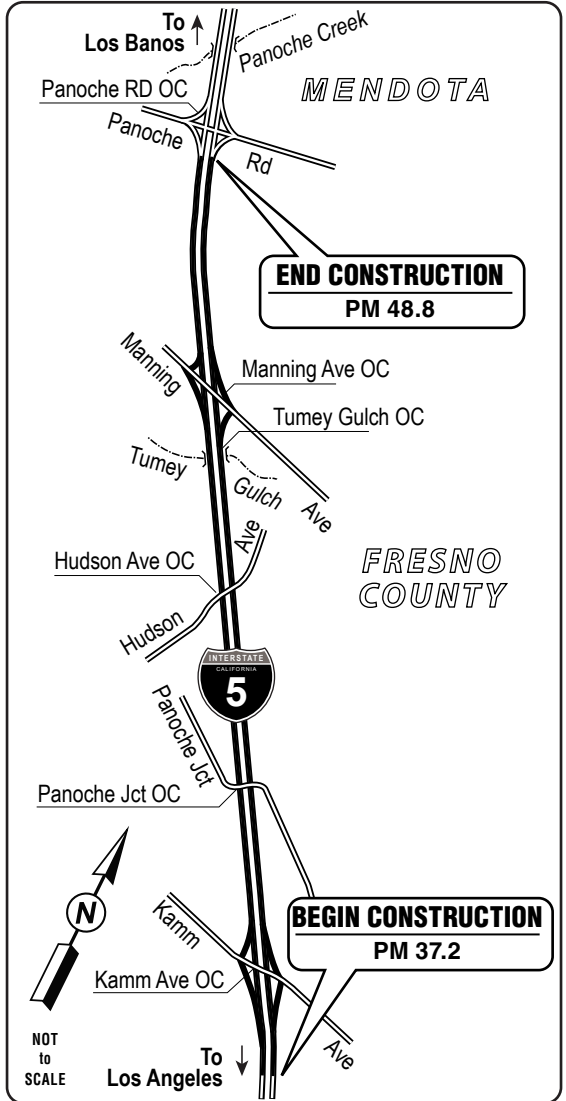 To
Los Banos
Panoche Creek
Panoche RD OC
MENDOTA
Panoche
Rd
END CONSTRUCTION
PM 48.8
Manning
Manning Ave OC
Tumey Gulch OC
Tumey
Gulch
Ave
Ave
Hudson Ave OC
FRESNO
COUNTY
Hudson
INTERSTATE
CALIFORNIA
5
Panoche Jct
Panoche Jct OC
N
Kamm
BEGIN CONSTRUCTION
PM 37.2
Kamm Ave OC
Ave
NOT
to
SCALE
To
Los Angeles